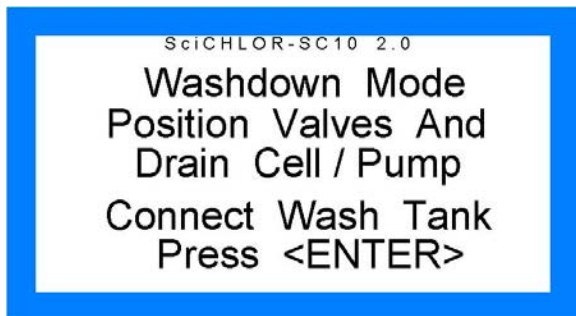 SciCHLOR-SC10 2.0
Washdown Mode
Position Valves And
Drain Cell / Pump
Connect Wash Tank
Press <ENTER>